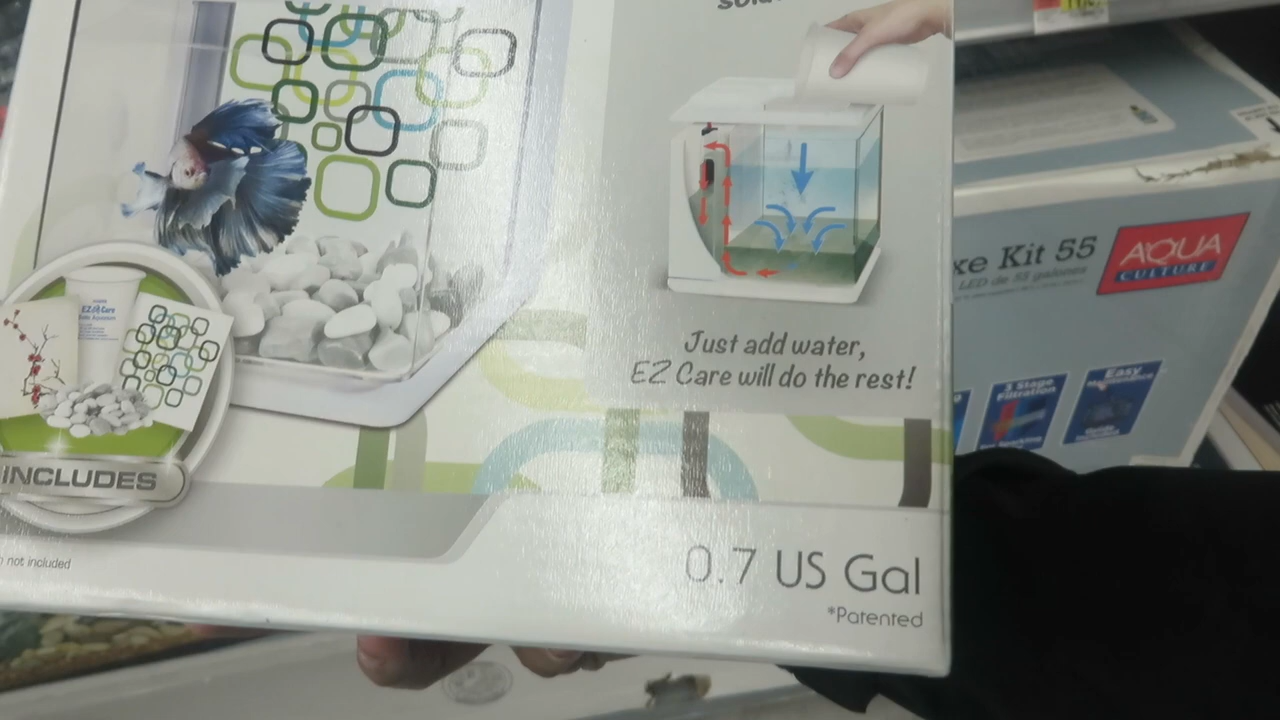 EZ Care
INCLUDES
not included
Just add water,
EZ Care will do the rest!
0.7 US Gal
*Patented
Kit 55
LED de 55 galones
AQUA
CULTURE
3 Stage
Filtration
Easy
Maintenance